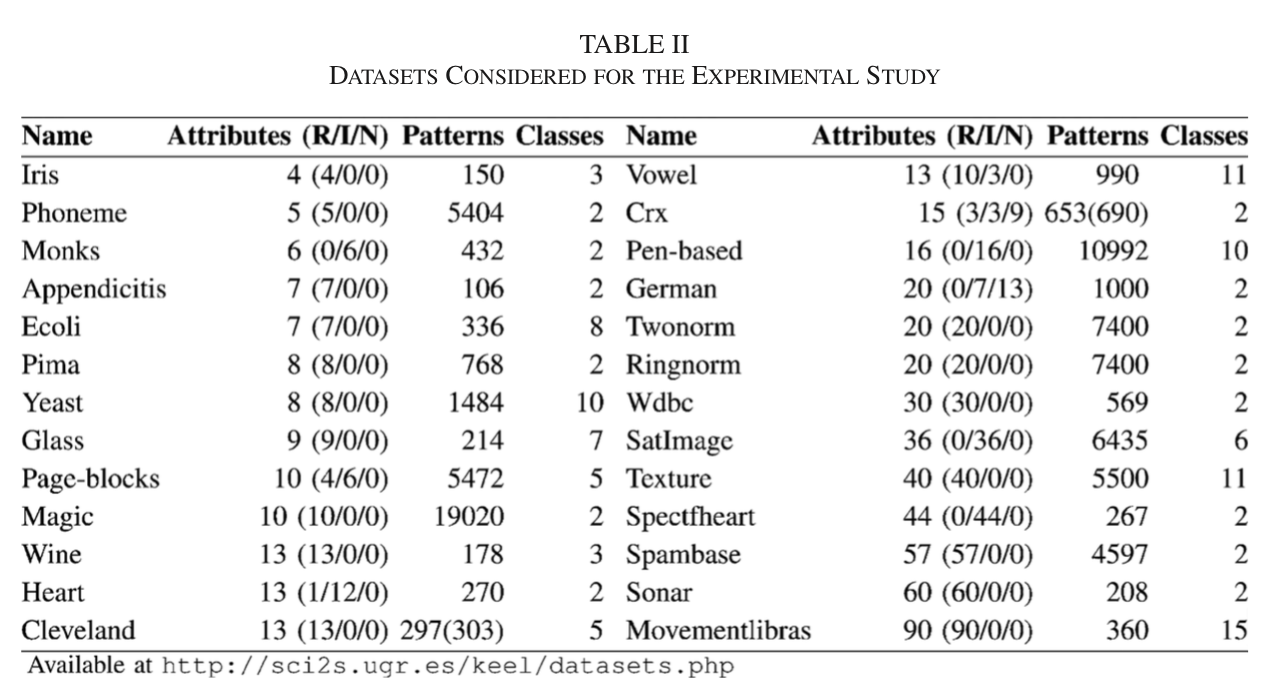 TABLE II
DATASETS CONSIDERED FOR THE EXPERIMENTAL STUDY
Name Attributes (R/I/N) Patterns Classes Name Attributes (R/I/N) Patterns Classes
Iris 4 (4/0/0) 150 3 Vowel 13 (10/3/0) 990 11
Phoneme 5 (5/0/0) 5404 2 Crx 15 (3/3/9) 653(690) 2
Monks 6 (0/6/0) 432 2 Pen-based 16 (0/16/0) 10992 10
Appendicitis 7 (7/0/0) 106 2 German 20 (0/7/13) 1000 2
Ecoli 7 (7/0/0) 336 8 Twonorm 20 (20/0/0) 7400 2
Pima 8 (8/0/0) 768 2 Ringnorm 20 (20/0/0) 7400 2
Yeast 8 (8/0/0) 1484 10 Wdbc 30 (30/0/0) 569 2
Glass 9 (9/0/0) 214 7 SatImage 36 (0/36/0) 6435 6
Page-blocks 10 (4/6/0) 5472 5 Texture 40 (40/0/0) 5500 11
Magic 10 (10/0/0) 19020 2 Spectfheart 44 (0/44/0) 267 2
Wine 13 (13/0/0) 178 3 Spambase 57 (57/0/0) 4597 2
Heart 13 (1/12/0) 270 2 Sonar 60 (60/0/0) 208 2
Cleveland 13 (13/0/0) 297(303) 5 Movementlibras 90 (90/0/0) 360 15
Available at http://sci2s.ugr.es/keel/datasets.php